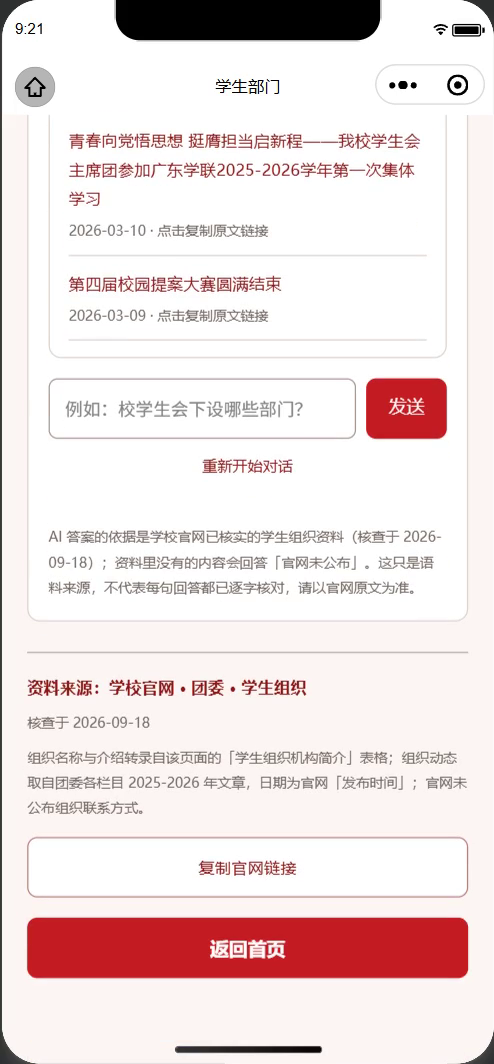 9:21
学生部门
青春向党悟思想 挺膺担当启新程——我校学生会
主席团参加广东学联2025-2026学年第一次集体
学习
2026-03-10 · 点击复制原文链接
第四届校园提案大赛圆满结束
2026-03-09 · 点击复制原文链接
例如：校学生会下设哪些部门？
发送
重新开始对话
AI 答案的依据是学校官网已核实的学生组织资料（核查于 2026-
09-18）；资料里没有的内容会回答「官网未公布」。这只是语
料来源，不代表每句回答都已逐字核对，请以官网原文为准。
资料来源：学校官网 • 团委 • 学生组织
核查于 2026-09-18
组织名称与介绍转录自该页面的「学生组织机构简介」表格；组织动态
取自团委各栏目 2025-2026 年文章，日期为官网「发布时间」；官网未
公布组织联系方式。
复制官网链接
返回首页